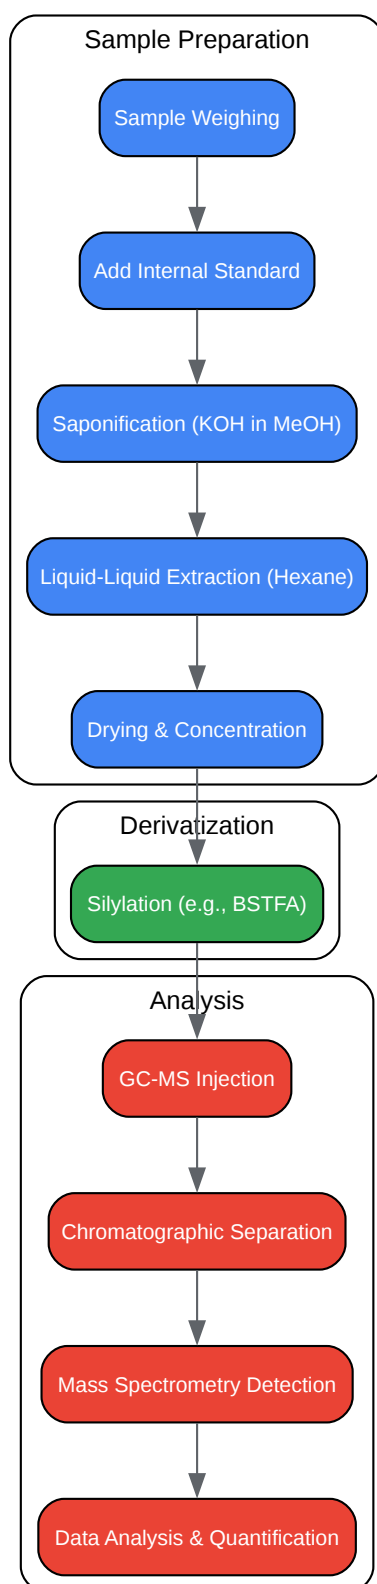 Sample Preparation
Sample Weighing
Add Internal Standard
Saponification (KOH in MeOH)
Liquid-Liquid Extraction (Hexane)
Drying & Concentration
Derivatization
Silylation (e.g., BSTFA)
Analysis
GC-MS Injection
Chromatographic Separation
Mass Spectrometry Detection
Data Analysis & Quantification